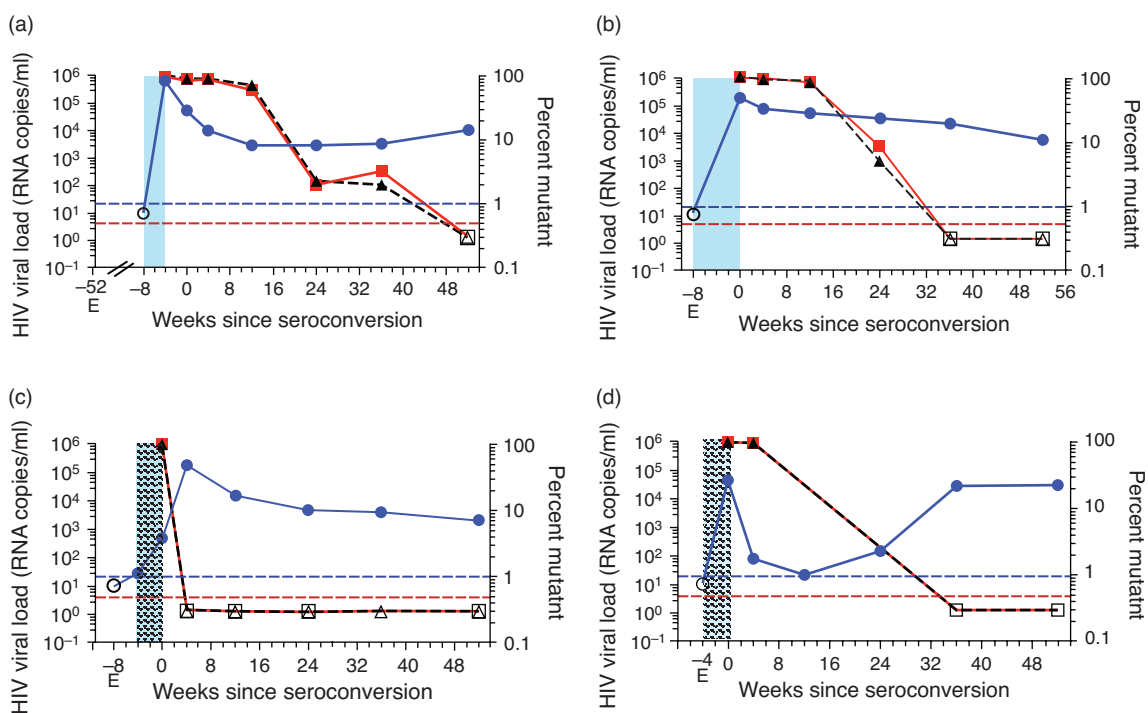 (a)
HIV viral load (RNA copies/ml)
10⁶
10⁵
10⁴
10³
10²
10¹
10⁰
10⁻¹
100
10
1
0.1
Percent mutatnt
−52 −8 0 8 16 24 32 40 48
E E
Weeks since seroconversion
(b)
HIV viral load (RNA copies/ml)
10⁶
10⁵
10⁴
10³
10²
10¹
10⁰
10⁻¹
100
10
1
0.1
Percent mutatnt
−8 0 8 16 24 32 40 48 56
E
Weeks since seroconversion
(c)
HIV viral load (RNA copies/ml)
10⁶
10⁵
10⁴
10³
10²
10¹
10⁰
10⁻¹
100
10
1
0.1
Percent mutatnt
−8 0 8 16 24 32 40 48
E
Weeks since seroconversion
(d)
HIV viral load (RNA copies/ml)
10⁶
10⁵
10⁴
10³
10²
10¹
10⁰
10⁻¹
100
10
1
0.1
Percent mutatnt
−4 0 8 16 24 32 40 48
E
Weeks since seroconversion